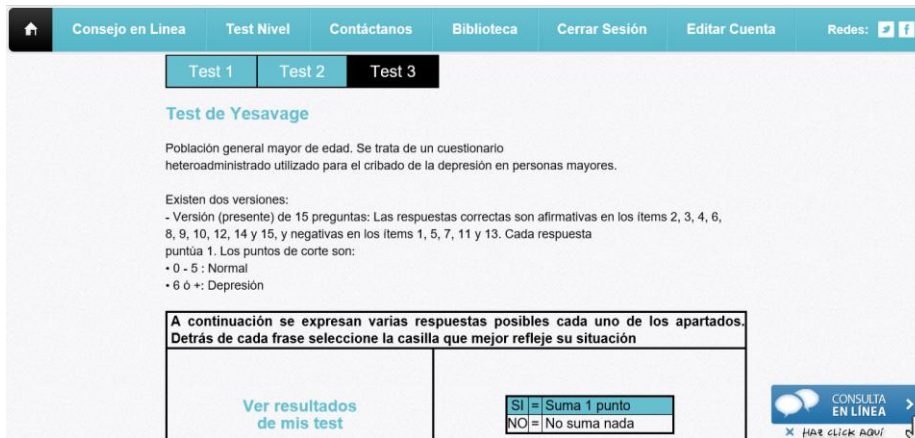 Consejo en Línea Test Nivel Contáctanos Biblioteca Cerrar Sesión Editar Cuenta Redes:
Test 1 Test 2 Test 3
Test de Yesavage
Población general mayor de edad. Se trata de un cuestionario
heteroadministrado utilizado para el cribado de la depresión en personas mayores.
Existen dos versiones:
- Versión (presente) de 15 preguntas: Las respuestas correctas son afirmativas en los ítems 2, 3, 4, 6,
8, 9, 10, 12, 14 y 15, y negativas en los ítems 1, 5, 7, 11 y 13. Cada respuesta
puntúa 1. Los puntos de corte son:
• 0 - 5 : Normal
• 6 ó +: Depresión
A continuación se expresan varias respuestas posibles cada uno de los apartados.
Detrás de cada frase seleccione la casilla que mejor refleje su situación
Ver resultados
de mis test
SI = Suma 1 punto
NO = No suma nada
CONSULTA
EN LÍNEA
HAZ CLICK AQUÍ